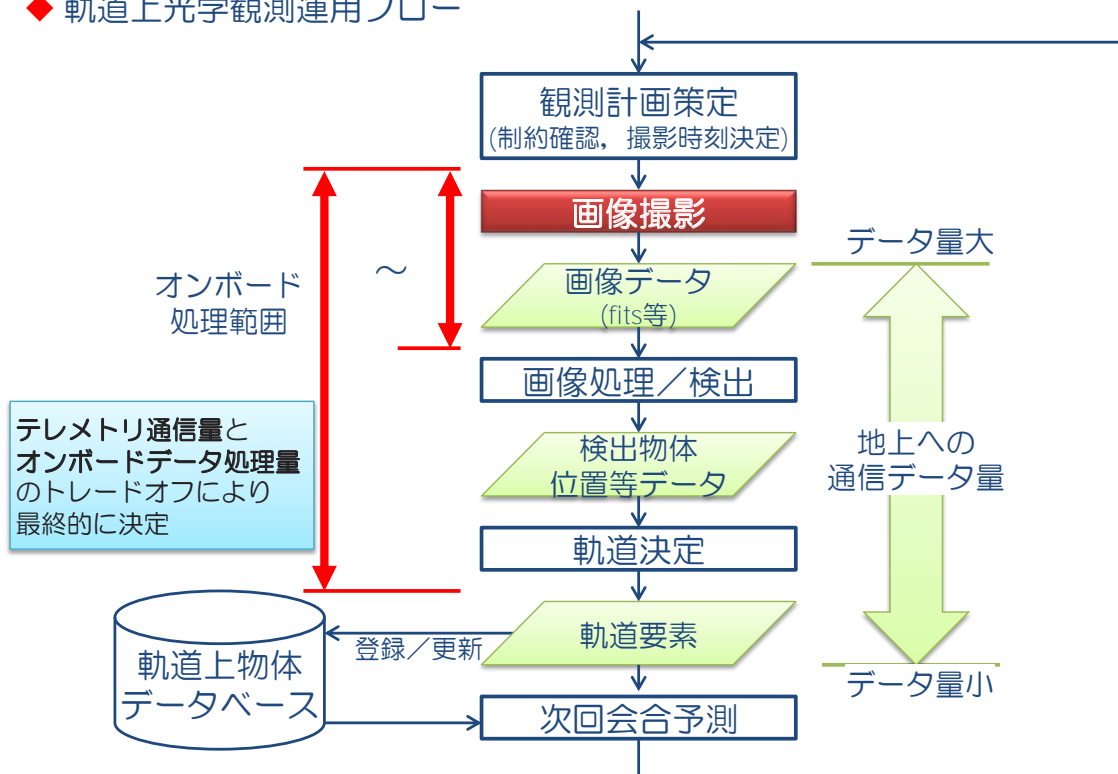 ◆ 軌道上光学観測運用フロー
観測計画策定
(制約確認，撮影時刻決定)
画像撮影
データ量大
画像データ
(fits等)
オンボード
処理範囲
～
画像処理／検出
テレメトリ通信量と
オンボードデータ処理量
のトレードオフにより
最終的に決定
検出物体
位置等データ
地上への
通信データ量
軌道決定
軌道要素
登録／更新
軌道上物体
データベース
データ量小
次回会合予測